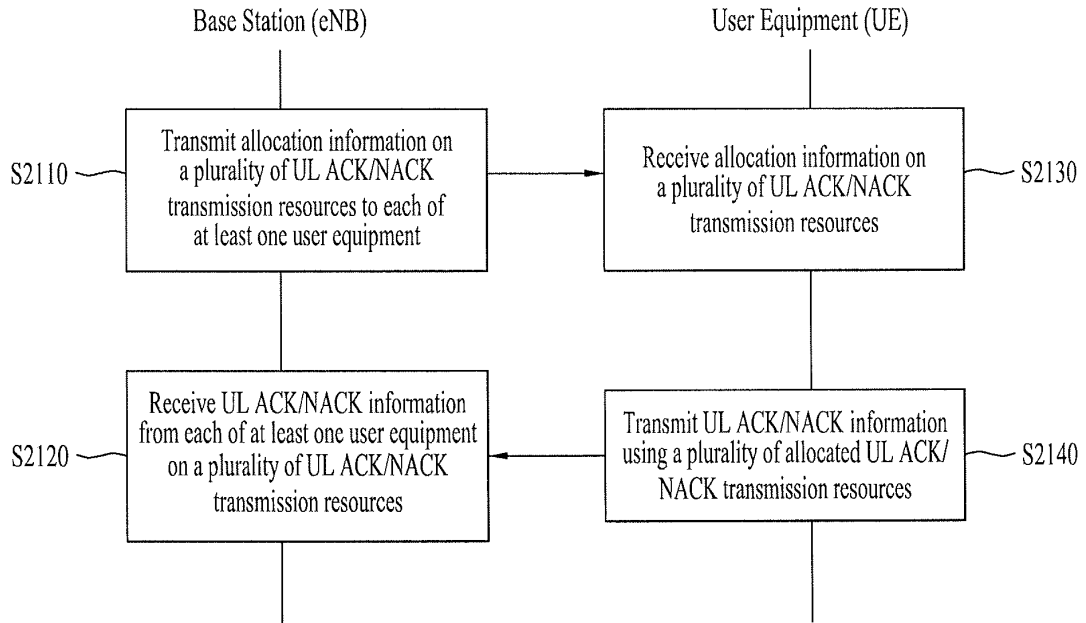 Base Station (eNB)
User Equipment (UE)
S2110
Transmit allocation information on
a plurality of UL ACK/NACK
transmission resources to each of
at least one user equipment
Receive allocation information on
a plurality of UL ACK/NACK
transmission resources
S2130
S2120
Receive UL ACK/NACK information
from each of at least one user equipment
on a plurality of UL ACK/NACK
transmission resources
Transmit UL ACK/NACK information
using a plurality of allocated UL ACK/
NACK transmission resources
S2140